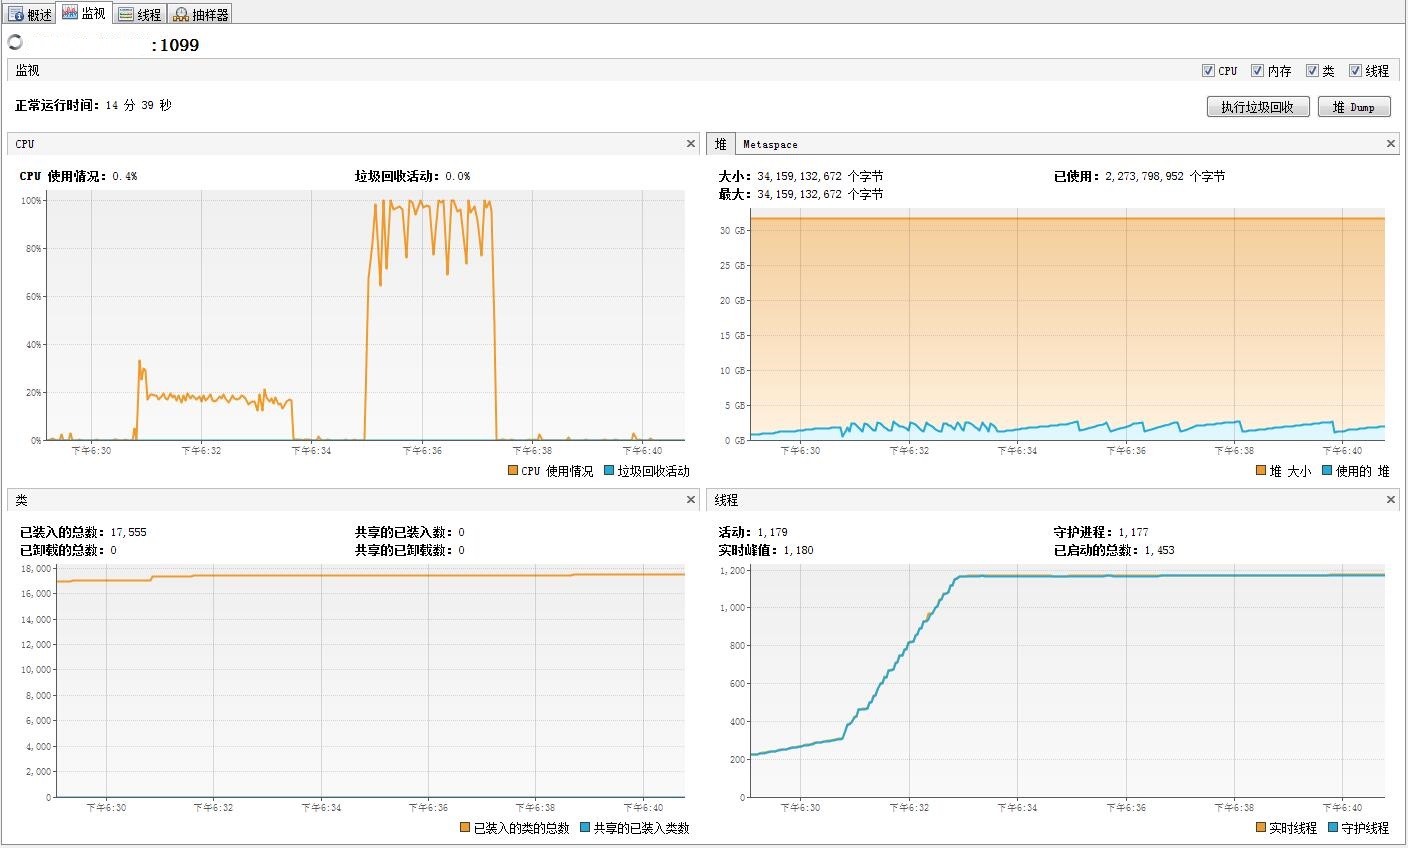 概述 监视 线程 抽样器
:1099
监视 CPU 内存 类 线程
正常运行时间: 14 分 39 秒 执行垃圾回收 堆 Dump
CPU
CPU 使用情况: 0.4% 垃圾回收活动: 0.0%
100%
80%
60%
40%
20%
0%
下午6:30 下午6:32 下午6:34 下午6:36 下午6:38 下午6:40
CPU 使用情况 垃圾回收活动
堆 Metaspace
大小: 34,159,132,672 个字节 已使用: 2,273,798,952 个字节
最大: 34,159,132,672 个字节
30 GB
25 GB
20 GB
15 GB
10 GB
5 GB
0 GB
下午6:30 下午6:32 下午6:34 下午6:36 下午6:38 下午6:40
堆 大小 使用的 堆
类
已装入的总数: 17,555 共享的已装入数: 0
已卸载的总数: 0 共享的已卸载数: 0
18,000
16,000
14,000
12,000
10,000
8,000
6,000
4,000
2,000
0
下午6:30 下午6:32 下午6:34 下午6:36 下午6:38 下午6:40
已装入的类的总数 共享的已装入类数
线程
活动: 1,179 守护进程: 1,177
实时峰值: 1,180 已启动的总数: 1,453
1,200
1,000
800
600
400
200
0
下午6:30 下午6:32 下午6:34 下午6:36 下午6:38 下午6:40
实时线程 守护线程